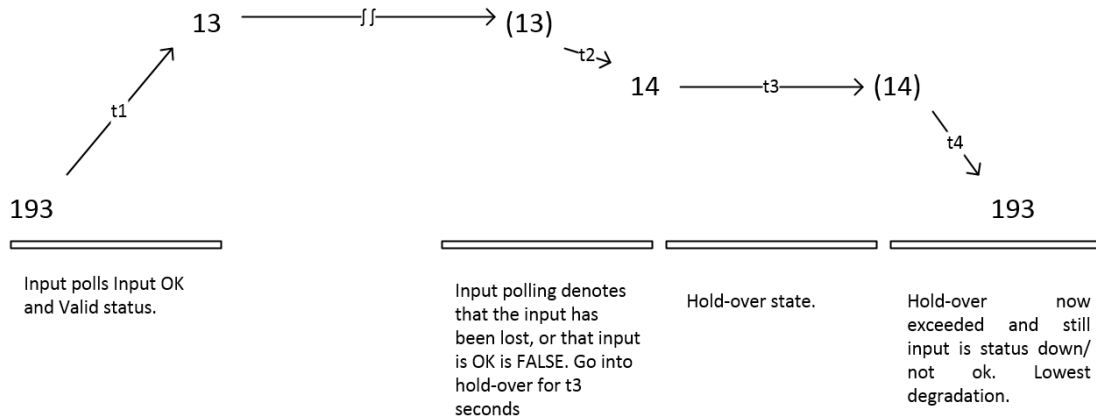 13
∫∫
(13)
t2
14
t3
(14)
t1
t4
193
193
Input polls Input OK
and Valid status.
Input polling denotes
that the input has
been lost, or that input
is OK is FALSE. Go into
hold-over for t3
seconds
Hold-over state.
Hold-over now
exceeded and still
input is status down/
not ok. Lowest
degradation.